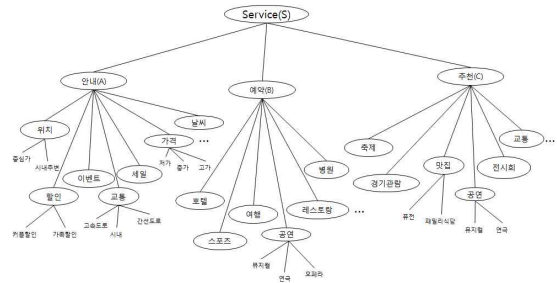 Service(S)
안내(A)
예약(B)
추천(C)
날씨
위치
가격
...
축제
교통
...
중심가
시내주변
저가
중가
고가
이벤트
세일
병원
맛집
전시회
경기관람
할인
교통
호텔
여행
레스토랑
...
공연
고속도로
시내
간선도로
커플할인
가족할인
스포츠
공연
퓨전
패밀리식당
뮤지컬
연극
뮤지컬
연극
오페라